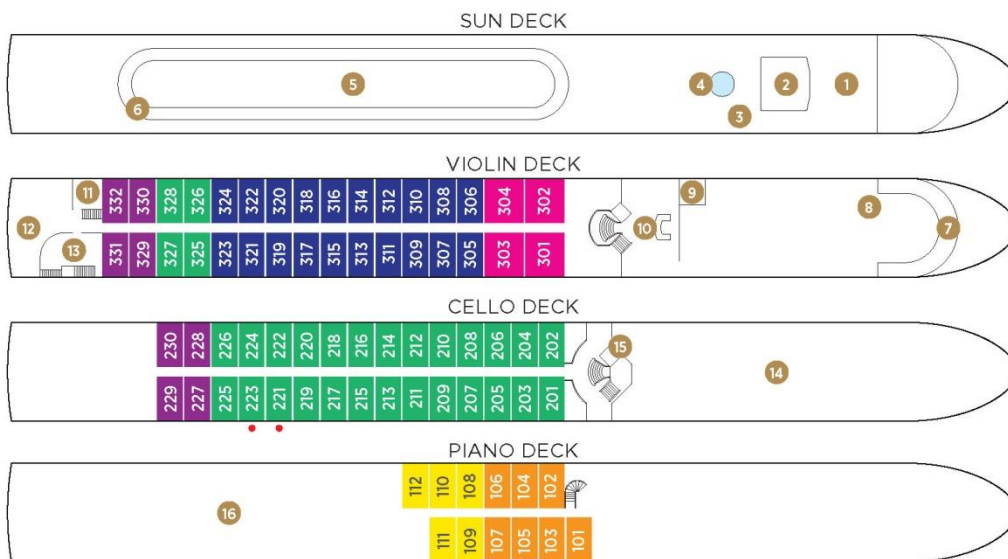 SUN DECK
6 5 4 3 2 1
VIOLIN DECK
11 332 330 328 326 324 322 320 318 316 314 312 310 308 306 304 302 9 8
12 10 7
13 331 329 327 325 323 321 319 317 315 313 311 309 307 305 303 301
CELLO DECK
230 228 226 224 222 220 218 216 214 212 210 208 206 204 202 15
14
229 227 225 223 221 219 217 215 213 211 209 207 205 203 201
PIANO DECK
112 110 108 106 104 102
16
111 109 107 105 103 101